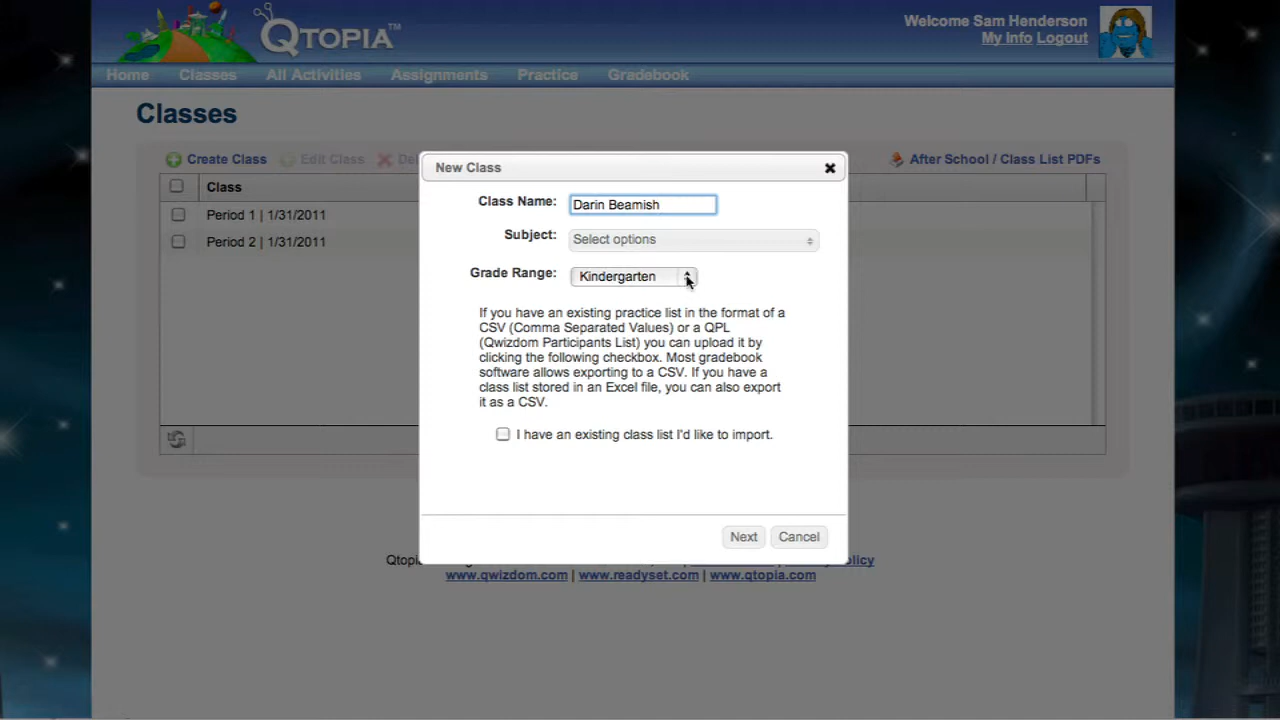 QTOPIA™
Welcome Sam Henderson
My Info Logout
Home Classes All Activities Assignments Practice Gradebook
Classes
Create Class Edit Class Del
After School / Class List PDFs
Class
Period 1 | 1/31/2011
Period 2 | 1/31/2011
New Class
Class Name: Darin Beamish
Subject: Select options
Grade Range: Kindergarten
If you have an existing practice list in the format of a
CSV (Comma Separated Values) or a QPL
(Qwizdom Participants List) you can upload it by
clicking the following checkbox. Most gradebook
software allows exporting to a CSV. If you have a
class list stored in an Excel file, you can also export
it as a CSV.
I have an existing class list I'd like to import.
Next Cancel
Qtopia olicy
www.qwizdom.com | www.readyset.com | www.qtopia.com